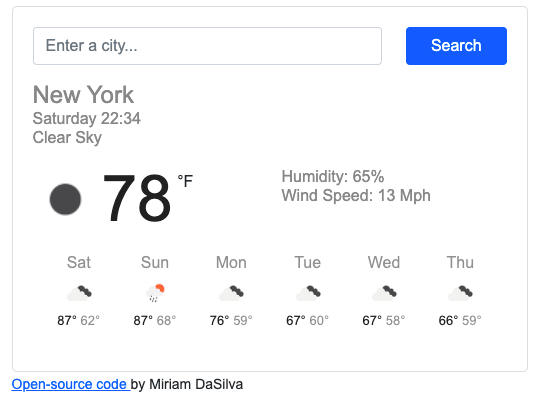 Enter a city...
Search
New York
Saturday 22:34
Clear Sky
78 °F
Humidity: 65%
Wind Speed: 13 Mph
Sat Sun Mon Tue Wed Thu
87° 62° 87° 68° 76° 59° 67° 60° 67° 58° 66° 59°
Open-source code by Miriam DaSilva